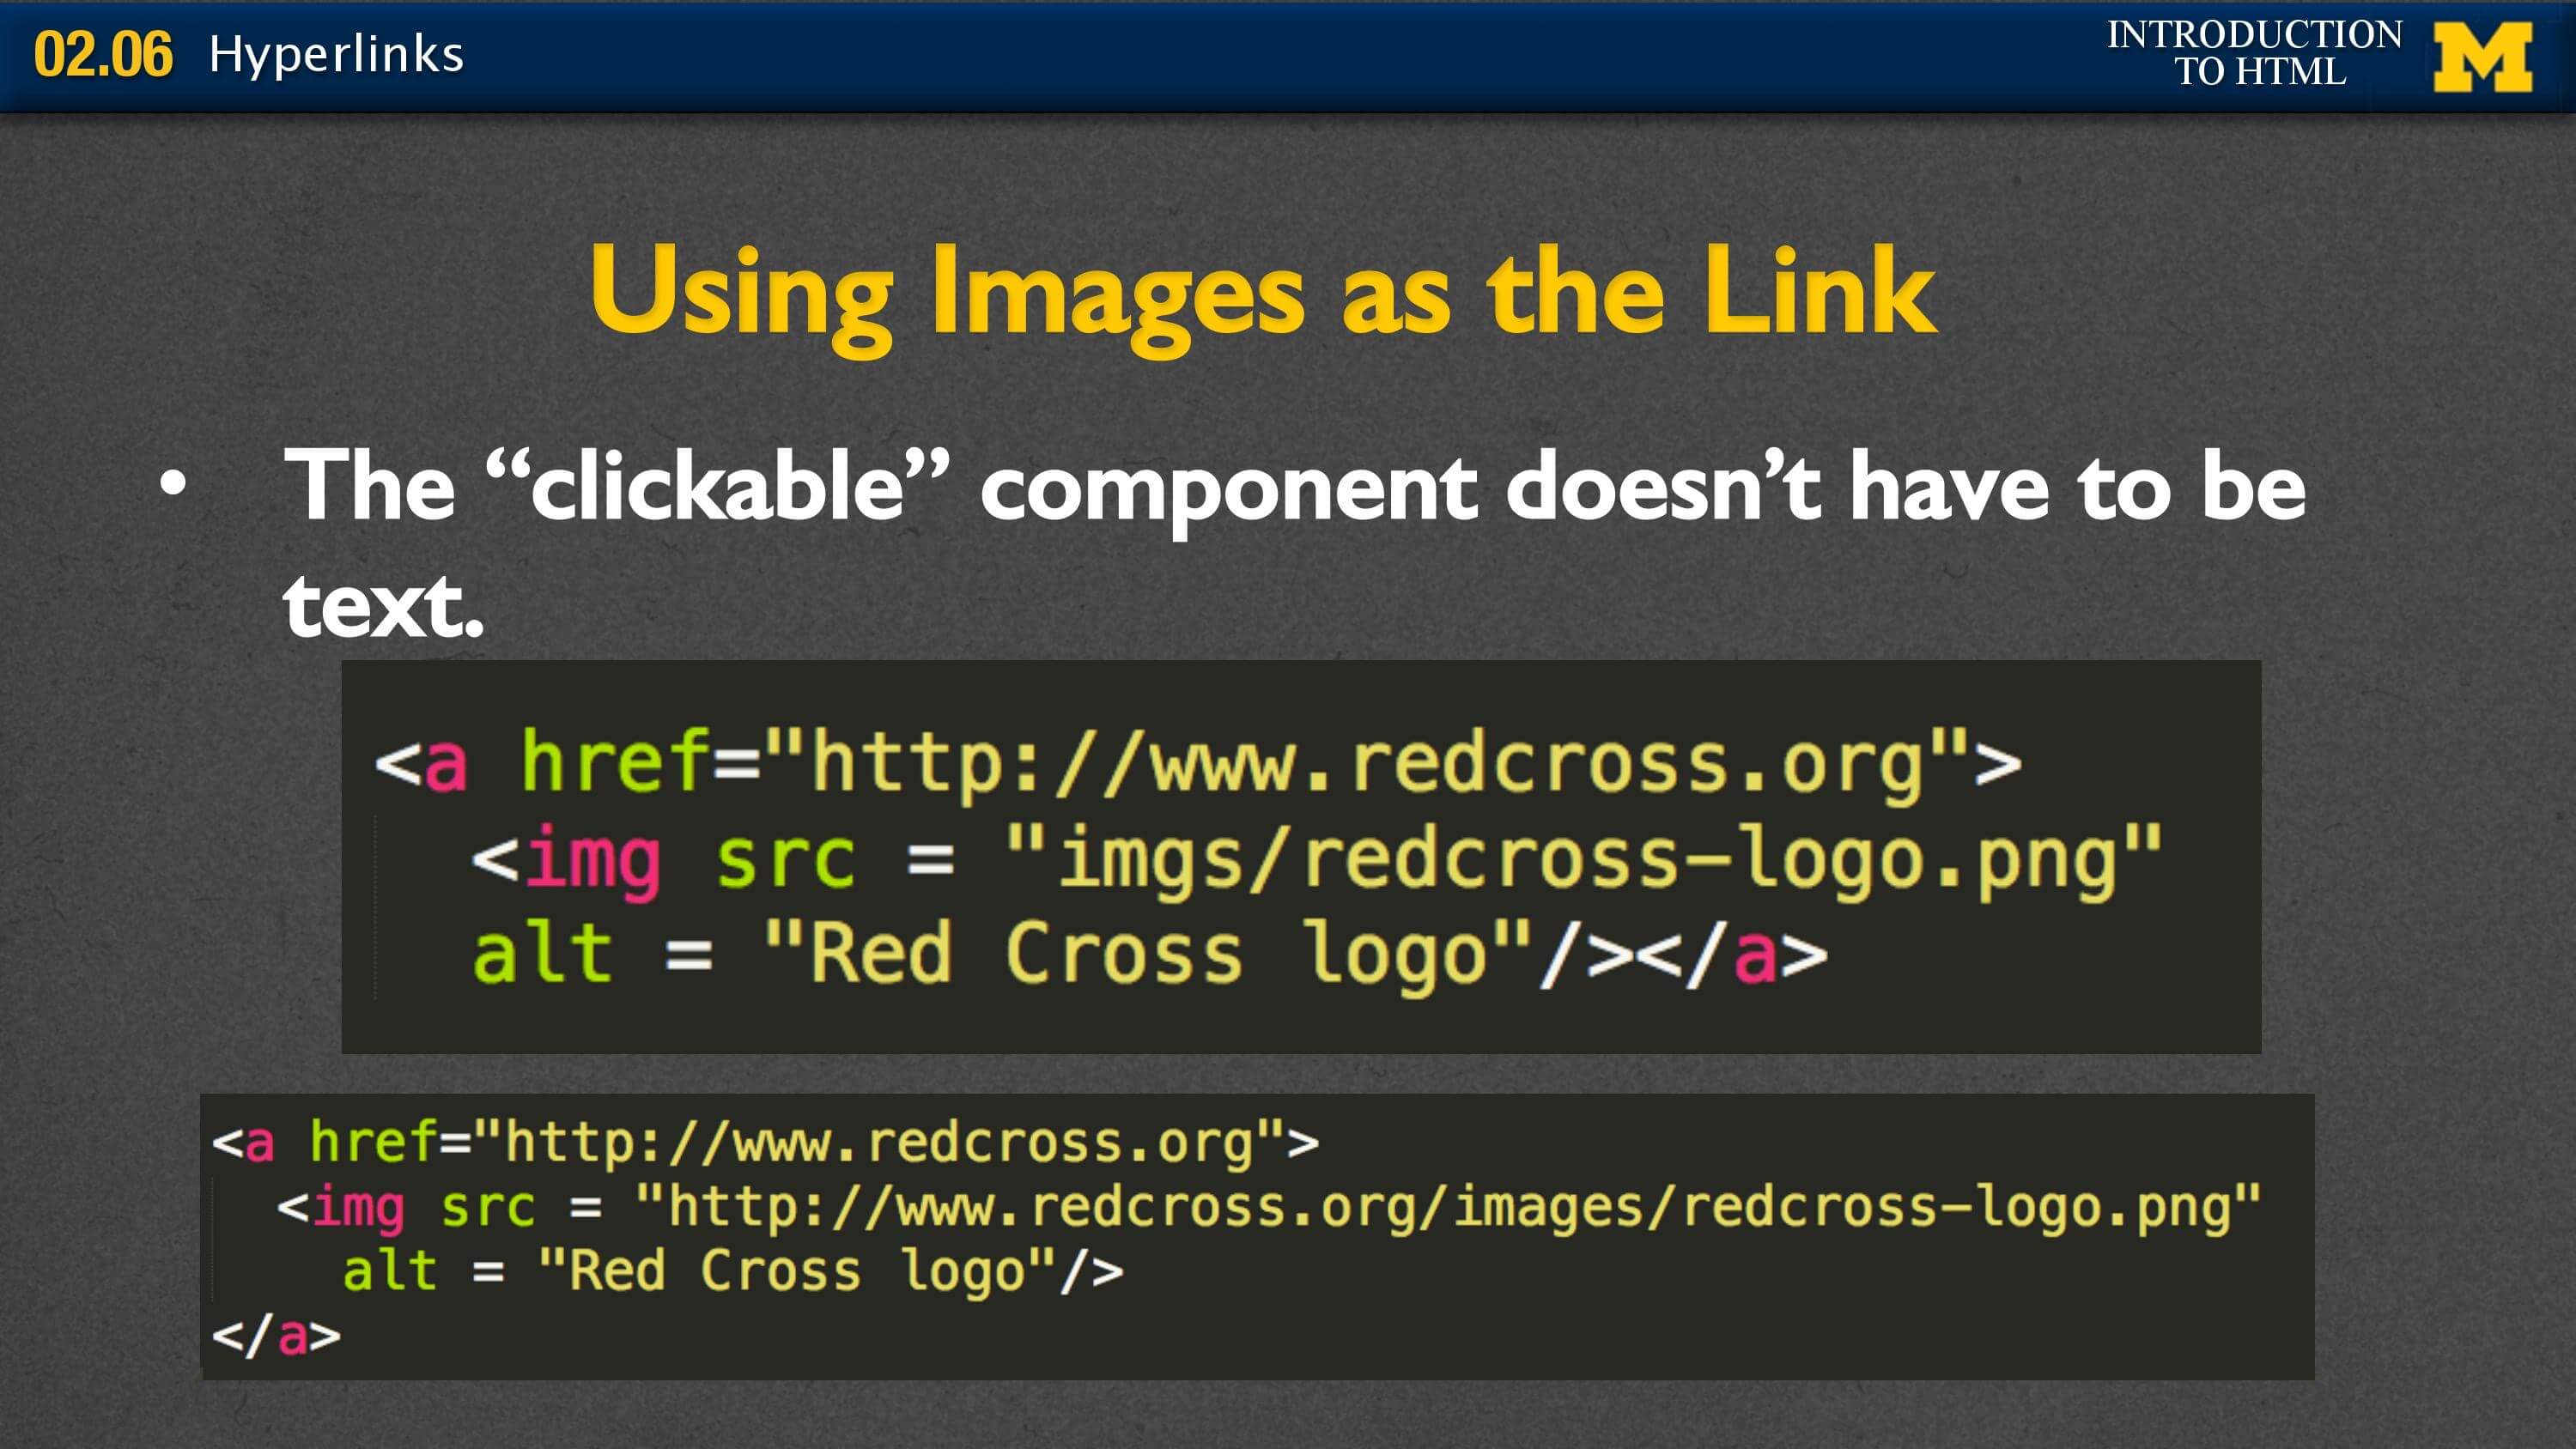 02.06 Hyperlinks
INTRODUCTION
TO HTML
M
Using Images as the Link
• The “clickable” component doesn’t have to be
text.
<a href="http://www.redcross.org">
<img src = "imgs/redcross-logo.png"
alt = "Red Cross logo"/></a>
<a href="http://www.redcross.org">
<img src = "http://www.redcross.org/images/redcross-logo.png"
alt = "Red Cross logo"/>
</a>